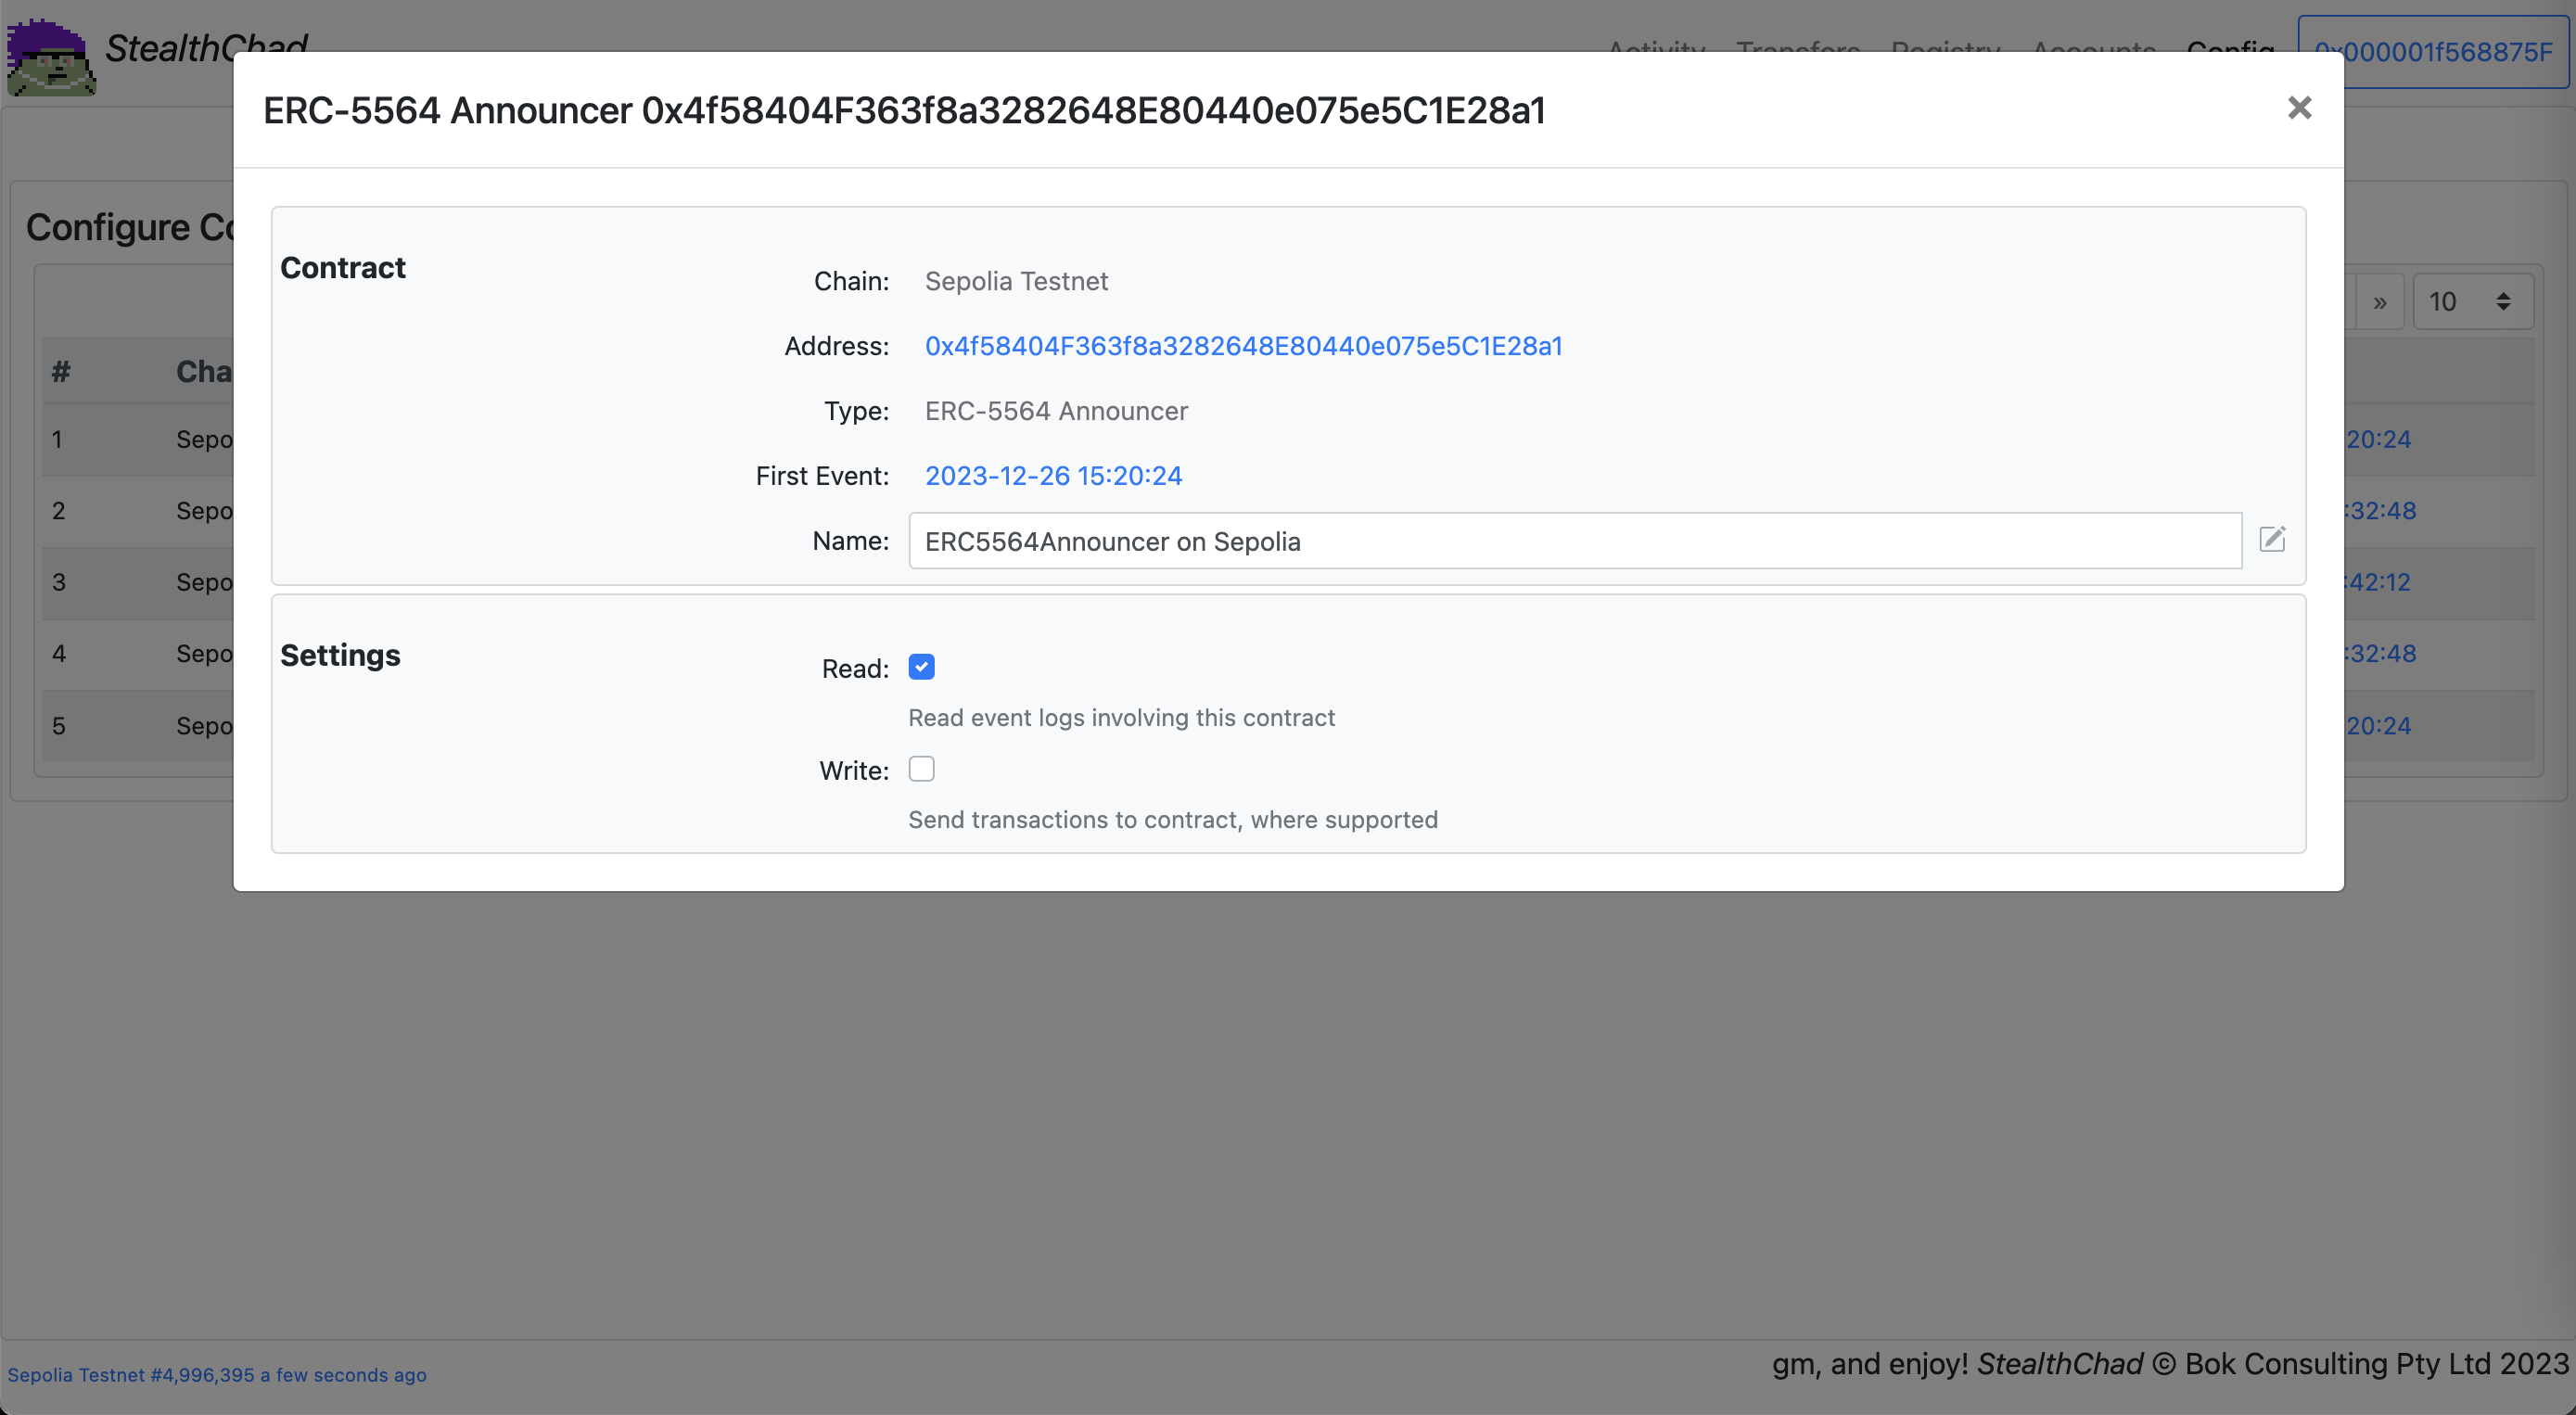 StealthChad
Activity Transfers Registry Accounts Config 0x000001f568875F
ERC-5564 Announcer 0x4f58404F363f8a3282648E80440e075e5C1E28a1
Configure
Contract
Chain: Sepolia Testnet
» 10
Address: 0x4f58404F363f8a3282648E80440e075e5C1E28a1
# Cha
Type: ERC-5564 Announcer
1 Sepo 20:24
First Event: 2023-12-26 15:20:24
2 Sepo :32:48
Name: ERC5564Announcer on Sepolia
3 Sepo :42:12
Settings
4 Sepo :32:48
Read:
Read event logs involving this contract
5 Sepo 20:24
Write:
Send transactions to contract, where supported
Sepolia Testnet #4,996,395 a few seconds ago
gm, and enjoy! StealthChad © Bok Consulting Pty Ltd 2023